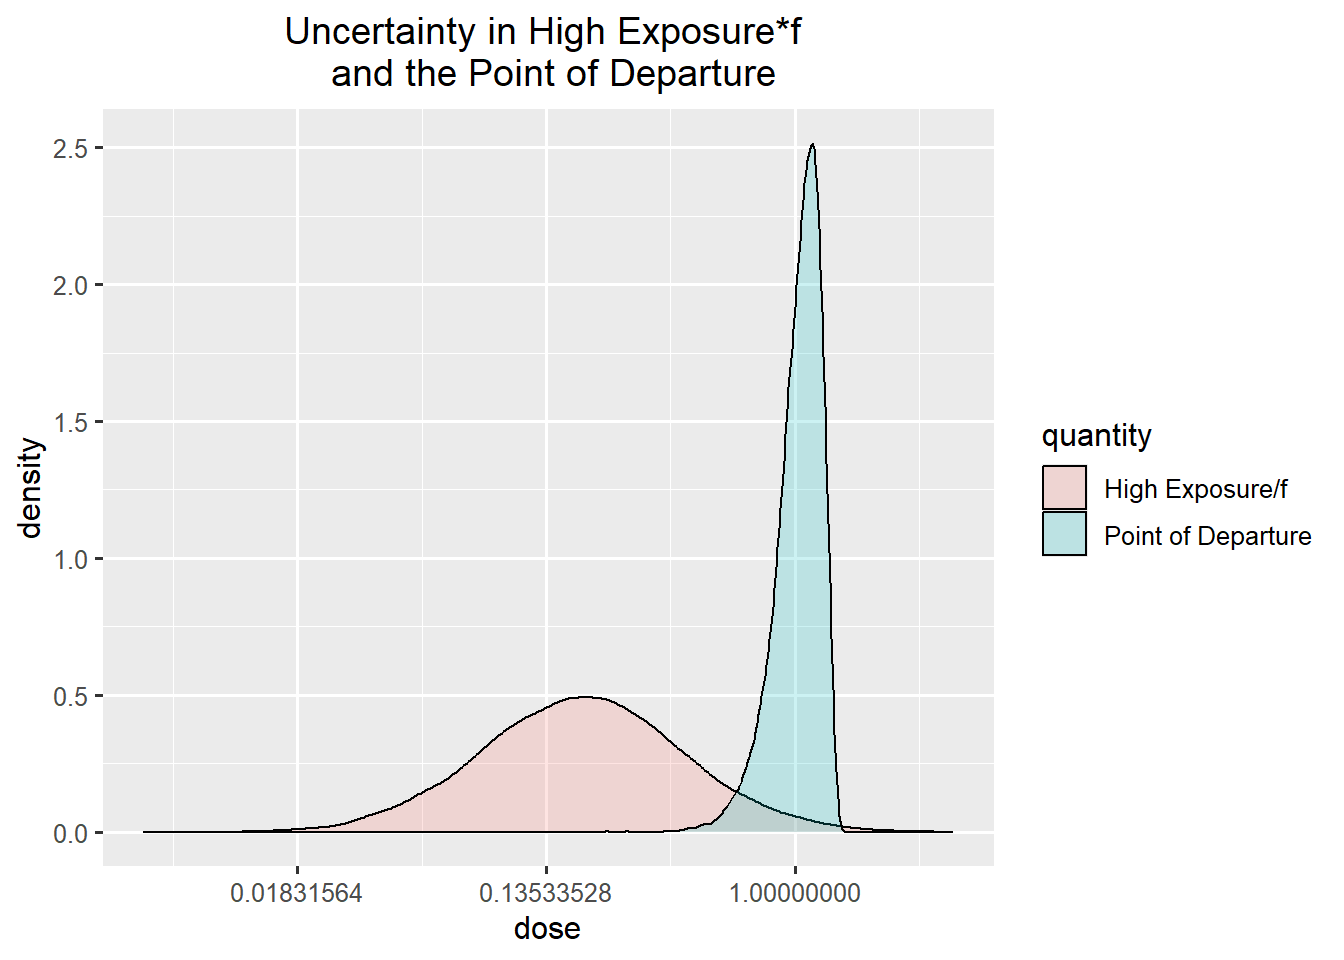 Uncertainty in High Exposure*f
and the Point of Departure
2.5
2.0
1.5
1.0
0.5
0.0
density
0.01831564
0.13533528
1.00000000
dose
quantity
High Exposure/f
Point of Departure